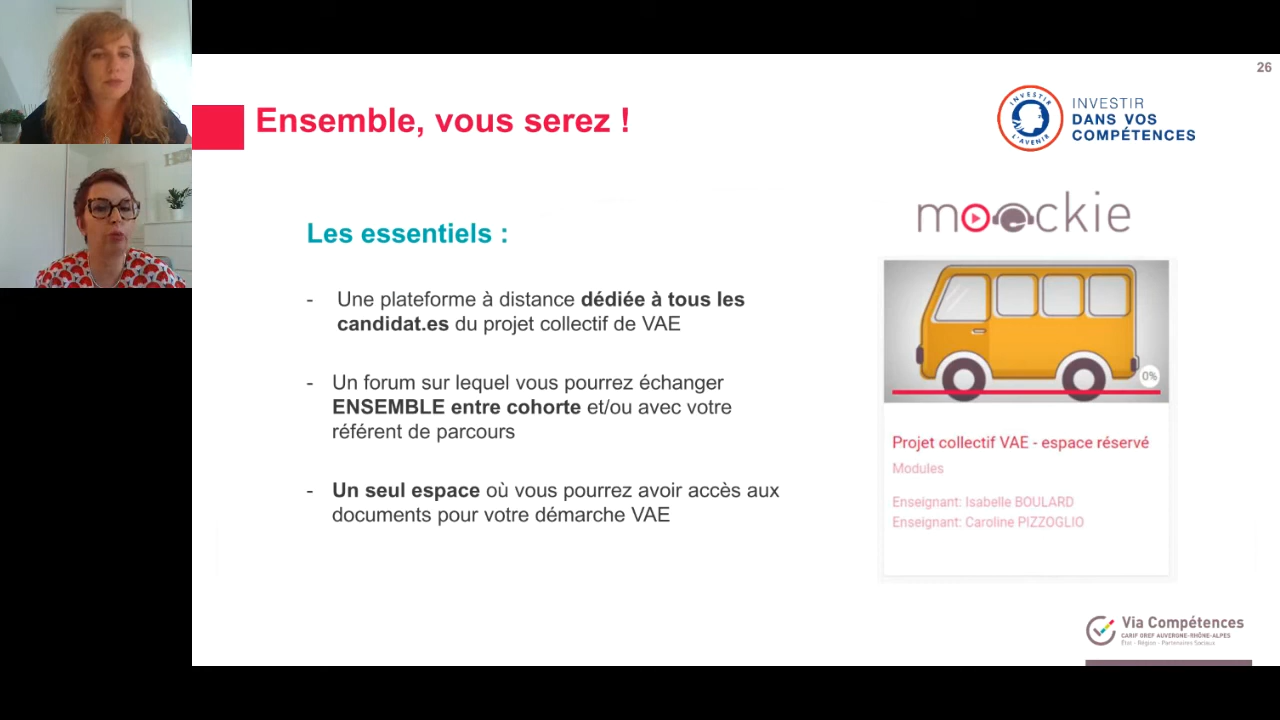 26
Ensemble, vous serez !
INVESTIR
L'AVENIR
INVESTIR
DANS VOS
COMPÉTENCES
moockie
Les essentiels :
- Une plateforme à distance dédiée à tous les
candidat.es du projet collectif de VAE
- Un forum sur lequel vous pourrez échanger
ENSEMBLE entre cohorte et/ou avec votre
référent de parcours
- Un seul espace où vous pourrez avoir accès aux
documents pour votre démarche VAE
0%
Projet collectif VAE - espace réservé
Modules
Enseignant: Isabelle BOULARD
Enseignant: Caroline PIZZOGLIO
Via Compétences
CARIF OREF AUVERGNE-RHÔNE-ALPES
État - Région - Partenaires Sociaux